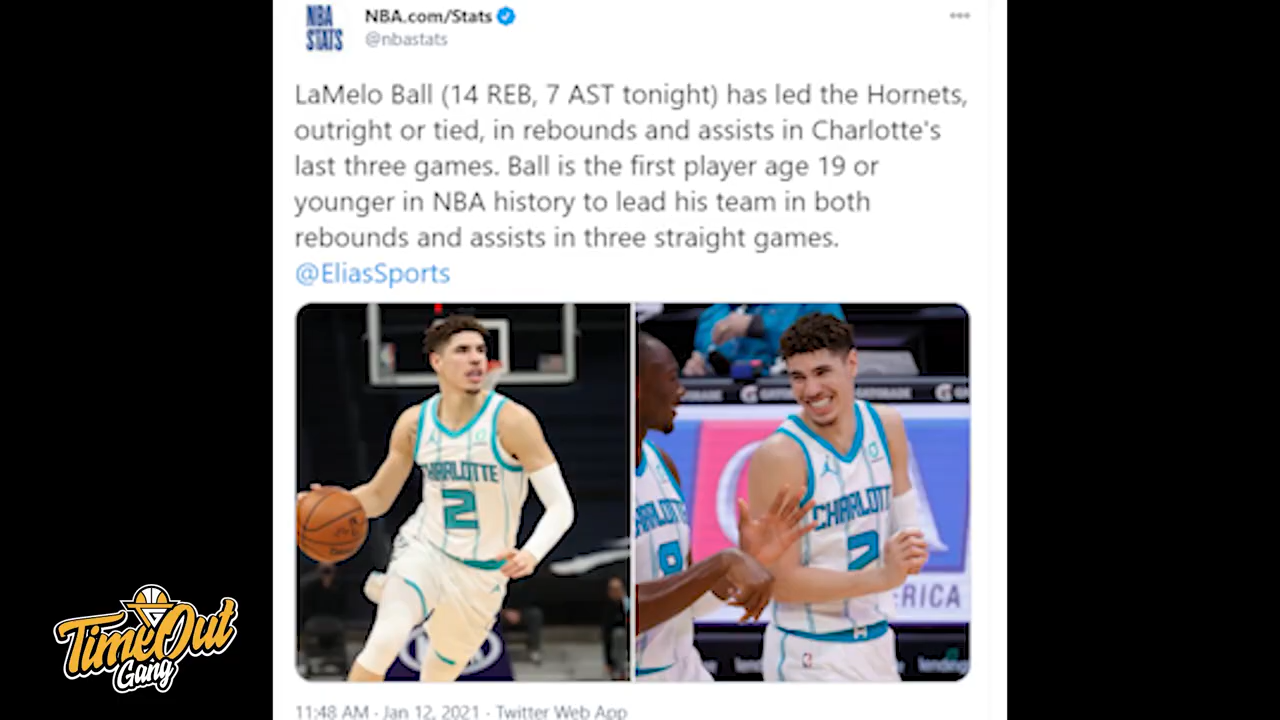 NBA.com/Stats
NBA
STATS
@nbastats
LaMelo Ball (14 REB, 7 AST tonight) has led the Hornets,
outright or tied, in rebounds and assists in Charlotte's
last three games. Ball is the first player age 19 or
younger in NBA history to lead his team in both
rebounds and assists in three straight games.
@EliasSports
CHARLOTTE
2
CHARLOTT
2
RICA
TimeOut
Gang
11:48 AM · Jan 12, 2021 · Twitter Web App